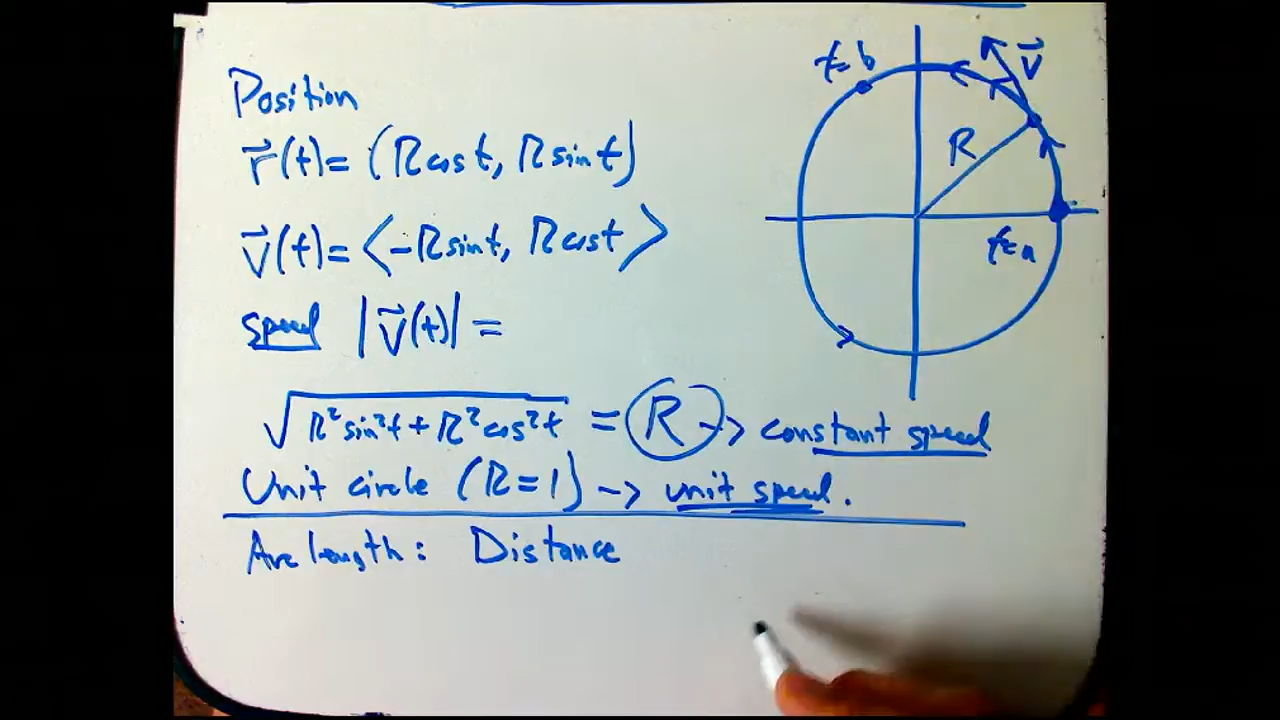 Position
r⃗(t)= (R cos t, R sin t)
v⃗(t)= ⟨-R sin t, R cos t⟩
speed |v⃗(t)| =
√(R² sin² t + R² cos² t) = R -> constant speed
Unit circle (R=1) -> unit speed.
Arc length: Distance
t=b
v⃗
R
t=a